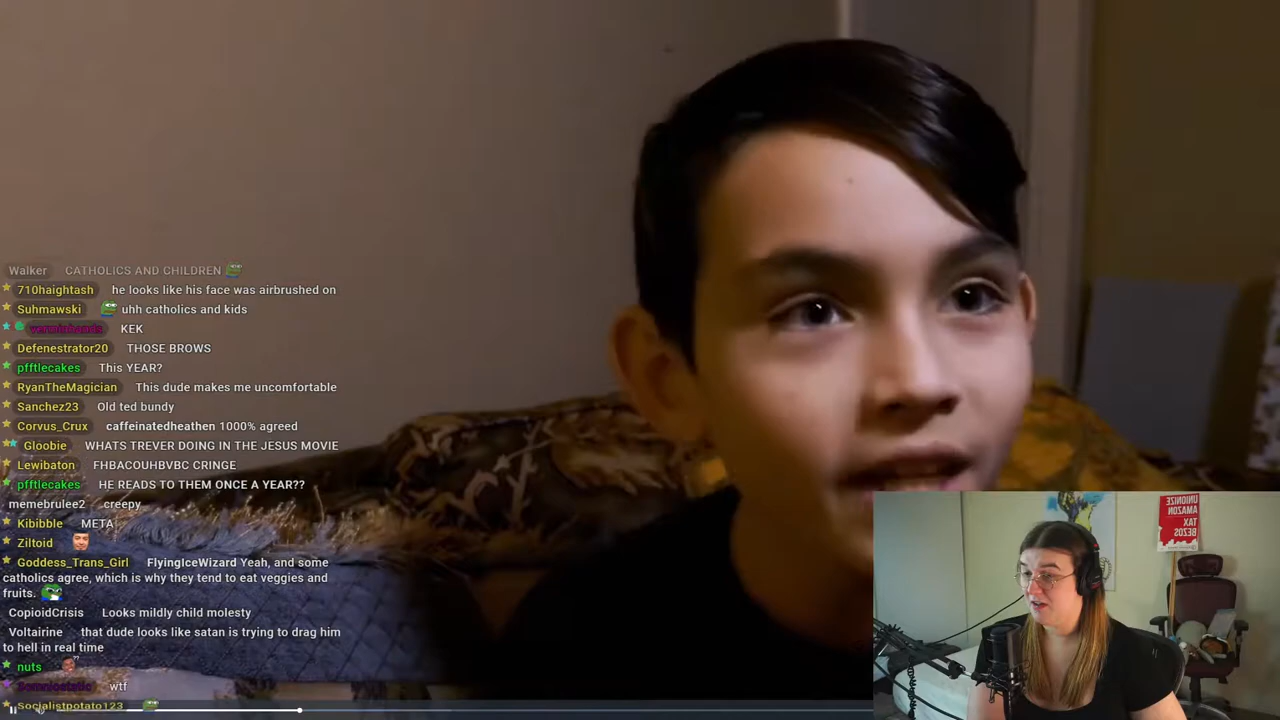 Walker CATHOLICS AND CHILDREN
710haightash he looks like his face was airbrushed on
Suhmawski uhh catholics and kids
KEK
Defenestrator20 THOSE BROWS
pfftlecakes This YEAR?
RyanTheMagician This dude makes me uncomfortable
Sanchez23 Old ted bundy
Corvus_Crux caffeinatedheathen 1000% agreed
Gloobie WHATS TREVER DOING IN THE JESUS MOVIE
Lewibaton FHBACOUHBVBC CRINGE
pfftlecakes HE READS TO THEM ONCE A YEAR??
memebrulee2 creepy
Kibibble META
Ziltoid
Goddess_Trans_Girl FlyingIceWizard Yeah, and some
catholics agree, which is why they tend to eat veggies and
fruits.
CopioidCrisis Looks mildly child molesty
Voltairine that dude looks like satan is trying to drag him
to hell in real time
nuts
Somniostatic wtf
Socialistpotato123
UNIONIZE
AMAZON
TAX
BEZOS